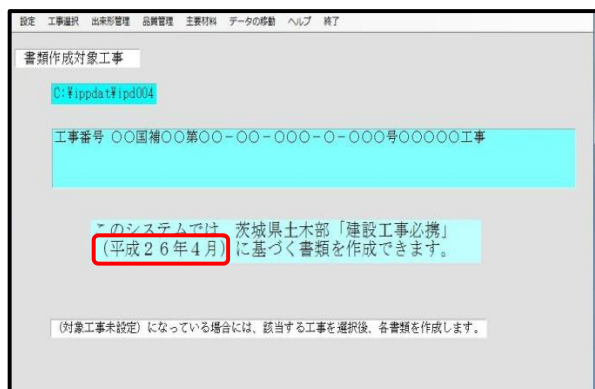 設定 工事選択 出来形管理 品質管理 主要材料 データの移動 ヘルプ 終了
書類作成対象工事
C:¥ippdat¥ipd004
工事番号 〇〇国補〇〇第〇〇－〇〇－〇〇〇－〇－〇〇〇号〇〇〇〇〇工事
このシステムでは、茨城県土木部「建設工事必携」
(平成２６年４月) に基づく書類を作成できます。
(対象工事未設定) になっている場合には、該当する工事を選択後、各書類を作成します。